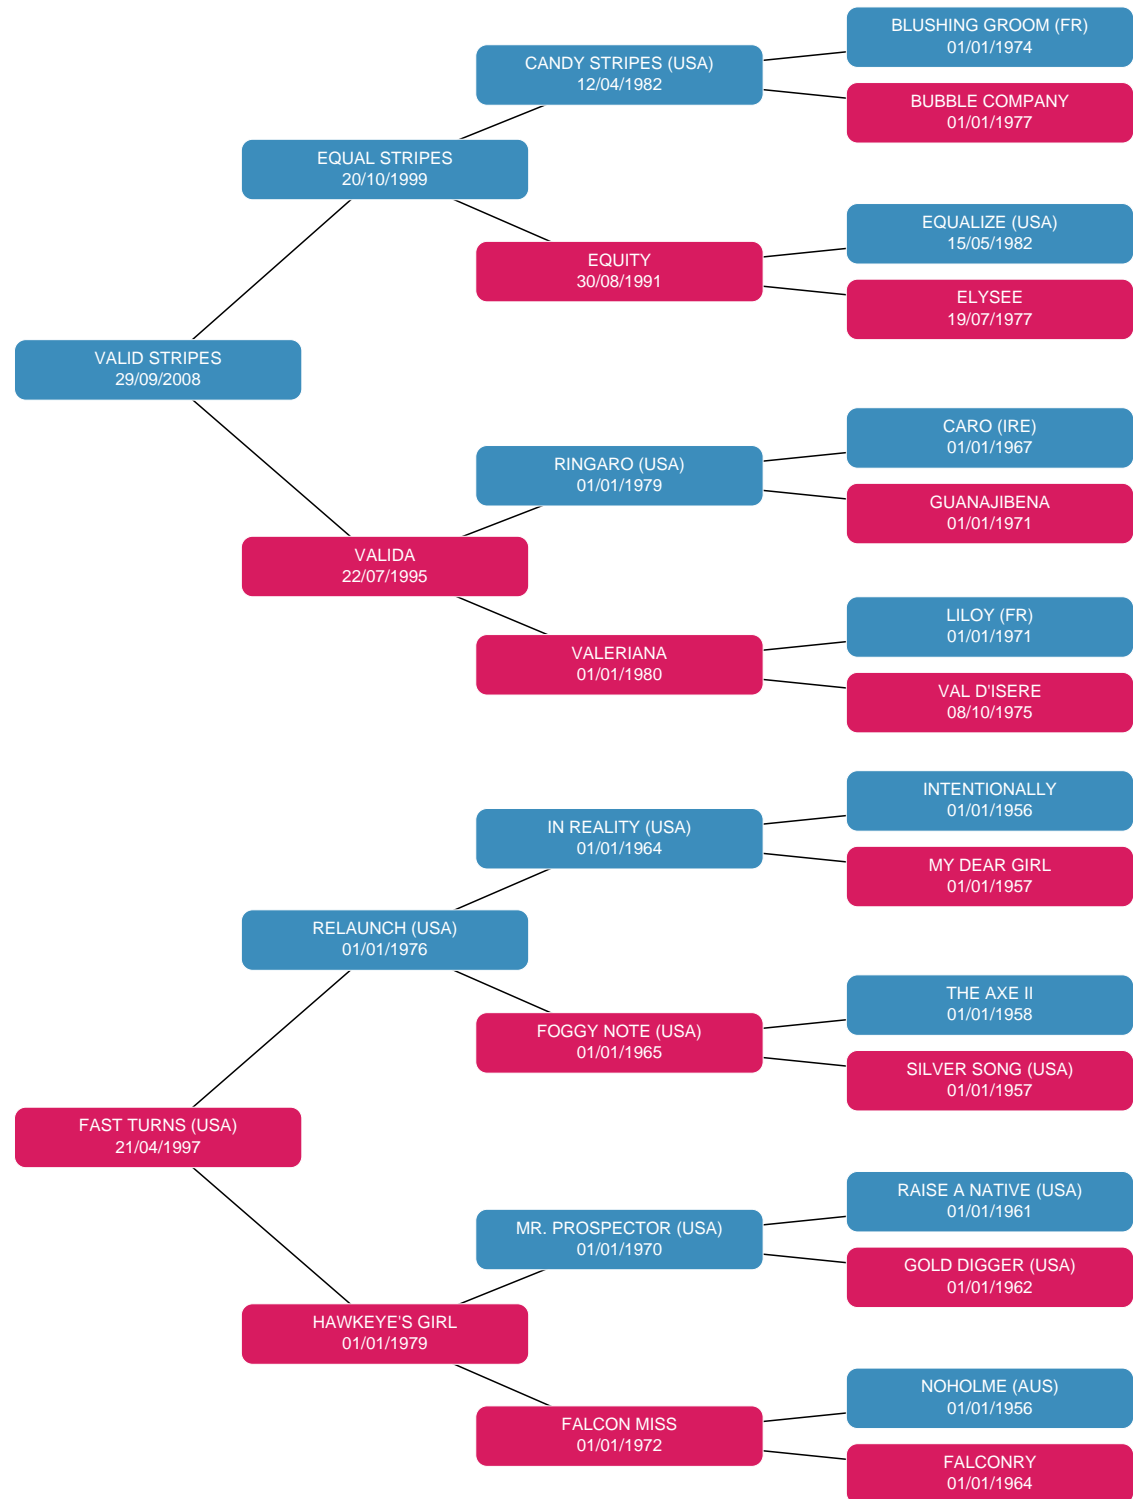 BLUSHING GROOM (FR)
01/01/1974
CANDY STRIPES (USA)
12/04/1982
BUBBLE COMPANY
01/01/1977
EQUAL STRIPES
20/10/1999
EQUALIZE (USA)
15/05/1982
EQUITY
30/08/1991
ELYSEE
19/07/1977
VALID STRIPES
29/09/2008
CARO (IRE)
01/01/1967
RINGARO (USA)
01/01/1979
GUANAJIBENA
01/01/1971
VALIDA
22/07/1995
LILOY (FR)
01/01/1971
VALERIANA
01/01/1980
VAL D'ISERE
08/10/1975
INTENTIONALLY
01/01/1956
IN REALITY (USA)
01/01/1964
MY DEAR GIRL
01/01/1957
RELAUNCH (USA)
01/01/1976
THE AXE II
01/01/1958
FOGGY NOTE (USA)
01/01/1965
SILVER SONG (USA)
01/01/1957
FAST TURNS (USA)
21/04/1997
RAISE A NATIVE (USA)
01/01/1961
MR. PROSPECTOR (USA)
01/01/1970
GOLD DIGGER (USA)
01/01/1962
HAWKEYE'S GIRL
01/01/1979
NOHOLME (AUS)
01/01/1956
FALCON MISS
01/01/1972
FALCONRY
01/01/1964